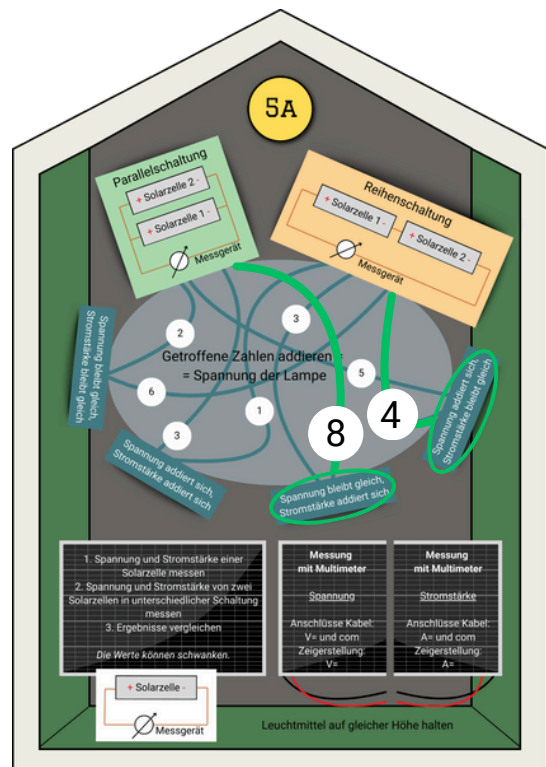 5A
Parallelschaltung
+ Solarzelle 2 -
+ Solarzelle 1 -
Messgerät
Reihenschaltung
+ Solarzelle 1 -
+ Solarzelle 2 -
Messgerät
2
3
Getroffene Zahlen addieren =
= Spannung der Lampe
5
6
1
3
8
4
Spannung bleibt gleich,
Stromstärke bleibt gleich
Spannung addiert sich,
Stromstärke addiert sich
Spannung bleibt gleich,
Stromstärke addiert sich
Spannung addiert sich,
Stromstärke bleibt gleich
1. Spannung und Stromstärke einer
Solarzelle messen
2. Spannung und Stromstärke von zwei
Solarzellen in unterschiedlicher Schaltung
messen
3. Ergebnisse vergleichen
Die Werte können schwanken.
Messung
mit Multimeter
Spannung
Anschlüsse Kabel:
V= und com
Zeigerstellung:
V=
Messung
mit Multimeter
Stromstärke
Anschlüsse Kabel:
A= und com
Zeigerstellung:
A=
+ Solarzelle -
Messgerät
Leuchtmittel auf gleicher Höhe halten